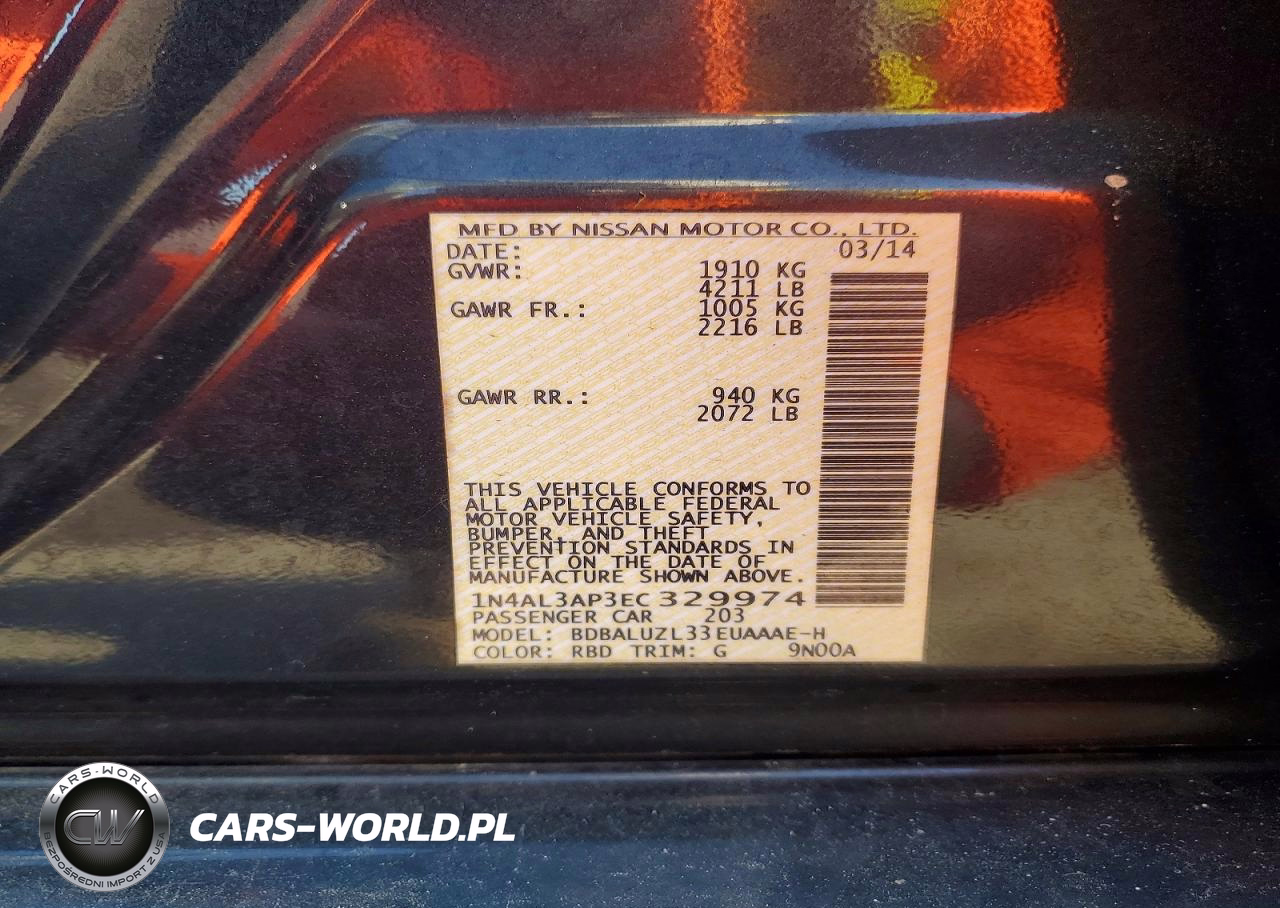 MFD BY NISSAN MOTOR CO., LTD.
DATE: 03/14
GVWR: 1910 KG
4211 LB
GAWR FR.: 1005 KG
2216 LB
GAWR RR.: 940 KG
2072 LB
THIS VEHICLE CONFORMS TO
ALL APPLICABLE FEDERAL
MOTOR VEHICLE SAFETY,
BUMPER, AND THEFT
PREVENTION STANDARDS IN
EFFECT ON THE DATE OF
MANUFACTURE SHOWN ABOVE.
1N4AL3AP3EC329974
PASSENGER CAR 203
MODEL: BDBALUZL33EUAAAE-H
COLOR: RBD TRIM: G 9N00A
CARS-WORLD
CW
BEZPOŚREDNI IMPORT Z USA
CARS-WORLD.PL